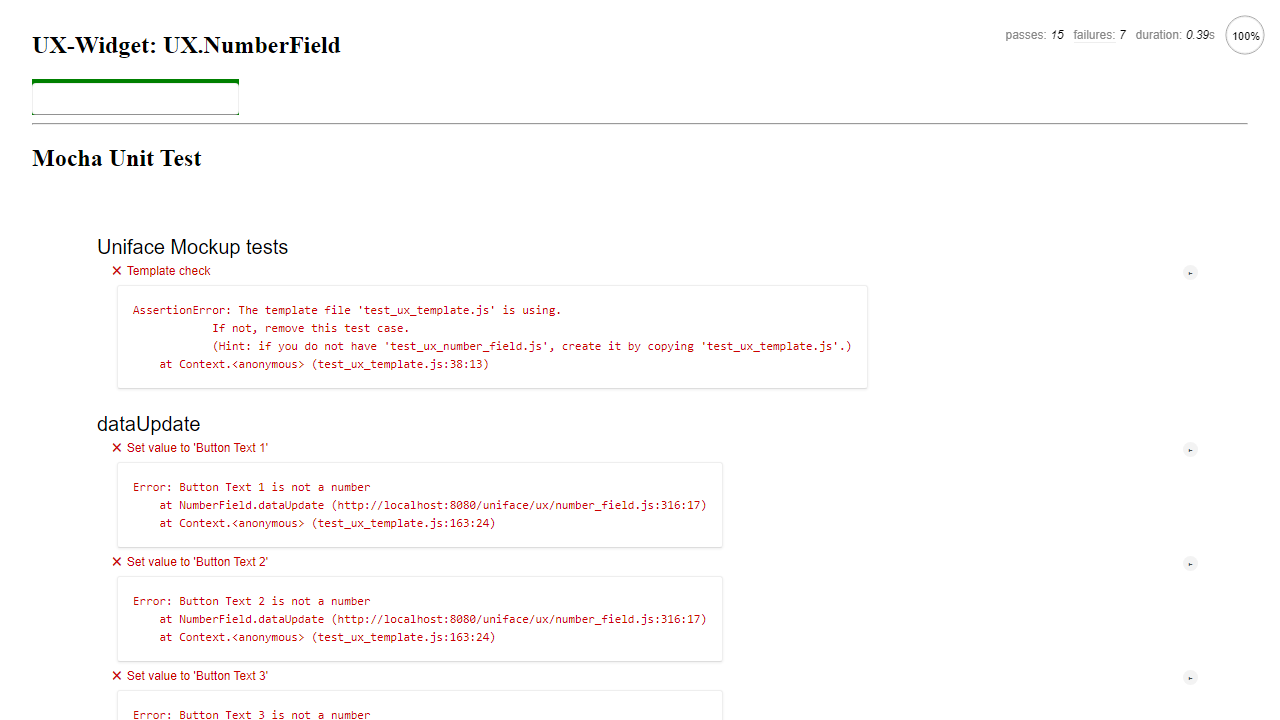 UX-Widget: UX.NumberField
passes: 15 failures: 7 duration: 0.39s 100%
Mocha Unit Test
Uniface Mockup tests
✕ Template check
AssertionError: The template file 'test_ux_template.js' is using.
If not, remove this test case.
(Hint: if you do not have 'test_ux_number_field.js', create it by copying 'test_ux_template.js'.)
at Context.<anonymous> (test_ux_template.js:38:13)
dataUpdate
✕ Set value to 'Button Text 1'
Error: Button Text 1 is not a number
at NumberField.dataUpdate (http://localhost:8080/uniface/ux/number_field.js:316:17)
at Context.<anonymous> (test_ux_template.js:163:24)
✕ Set value to 'Button Text 2'
Error: Button Text 2 is not a number
at NumberField.dataUpdate (http://localhost:8080/uniface/ux/number_field.js:316:17)
at Context.<anonymous> (test_ux_template.js:163:24)
✕ Set value to 'Button Text 3'
Error: Button Text 3 is not a number